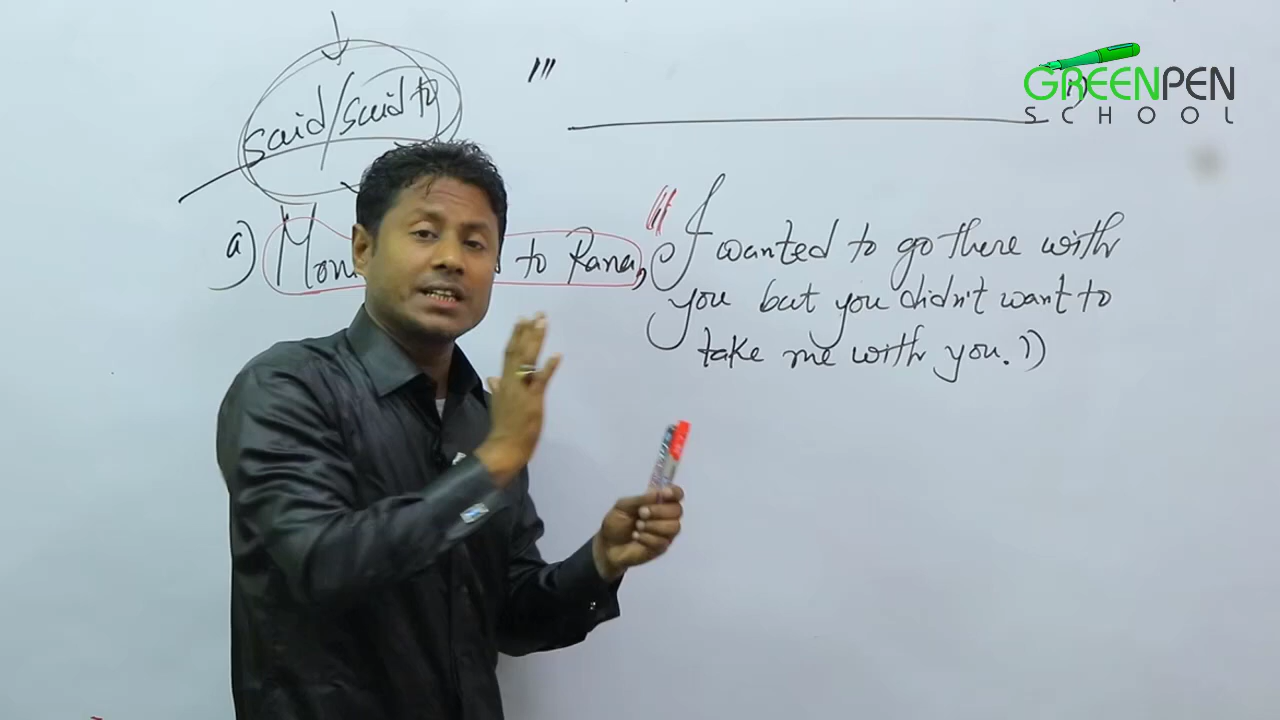 GREENPEN
SCHOOL
said/said to
a) to Rana, "I wanted to go there with
you but you didn't want to
take me with you."